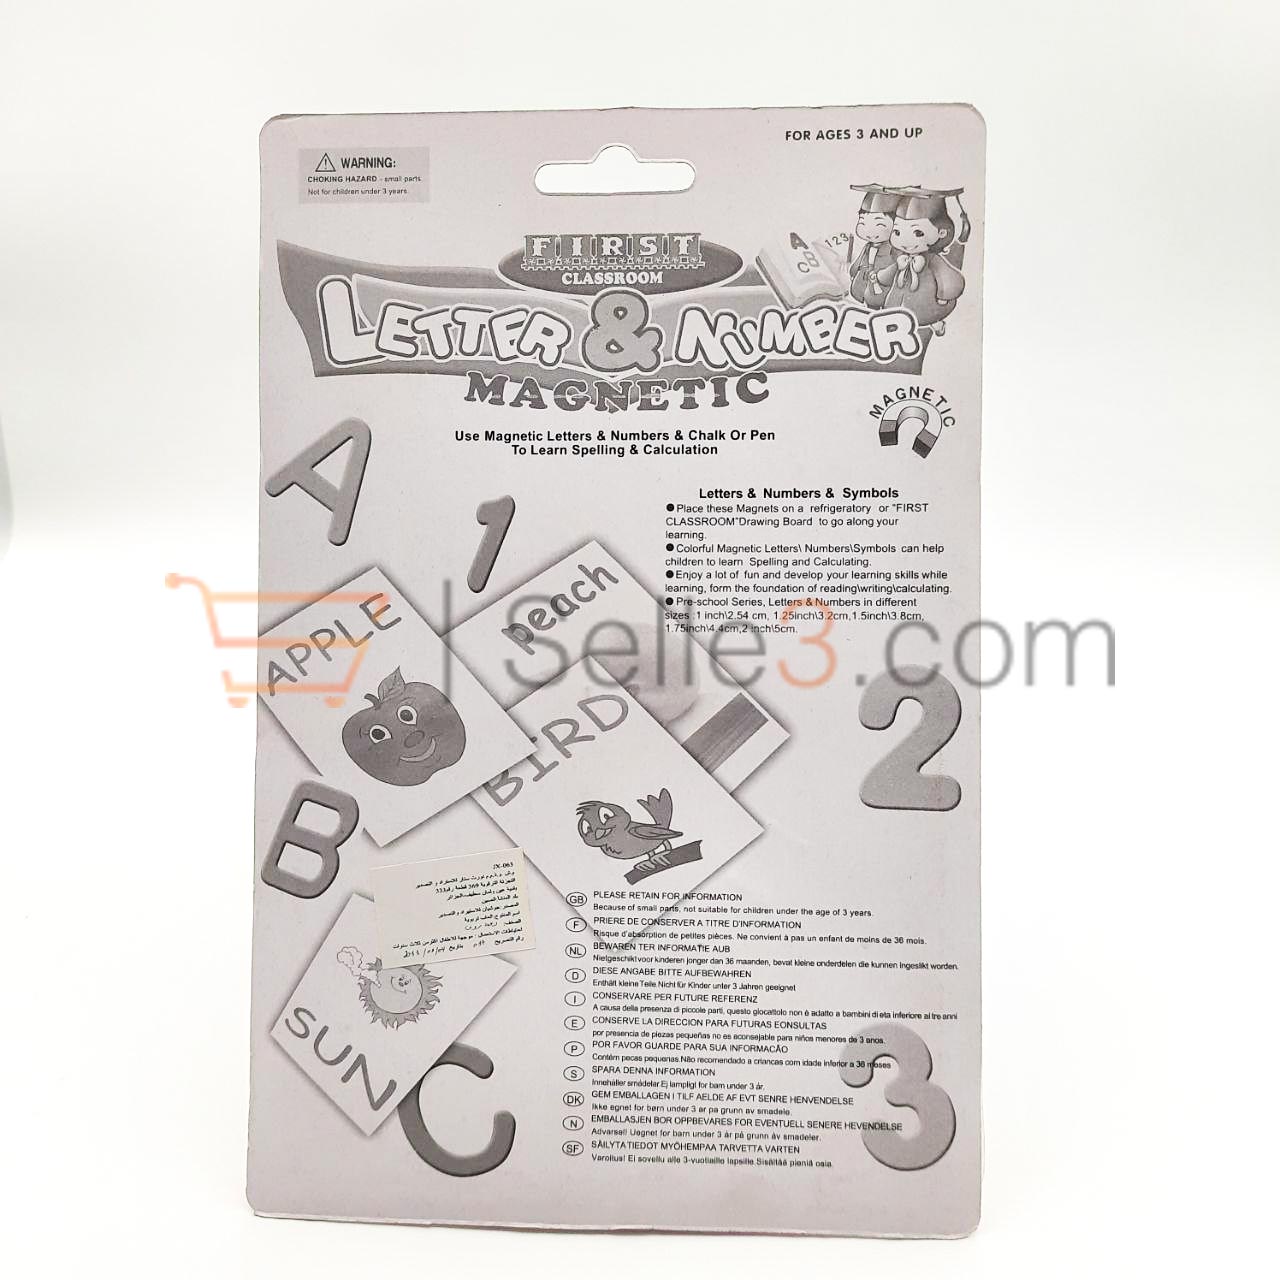 FOR AGES 3 AND UP
WARNING:
CHOKING HAZARD - small parts.
Not for children under 3 years.
FIRST
CLASSROOM
LETTER & NUMBER
MAGNETIC
A B C
1 2 3
MAGNETIC
Use Magnetic Letters & Numbers & Chalk Or Pen
To Learn Spelling & Calculation
Letters & Numbers & Symbols
●Place these Magnets on a refrigeratory or "FIRST
CLASSROOM"Drawing Board to go along your
learning.
●Colorful Magnetic Letters\ Numbers\Symbols can help
children to learn Spelling and Calculating.
●Enjoy a lot of fun and develop your learning skills while
learning, form the foundation of reading\writing\calculating.
●Pre-school Series, Letters & Numbers in different
sizes :1 inch\2.54 cm, 1.25inch\3.2cm,1.5inch\3.8cm,
1.75inch\4.4cm,2 inch\5cm.
A
1
peach
APPLE
| Selle3.com
BIRD
2
B
JX-063
SUN
C
3
GB PLEASE RETAIN FOR INFORMATION
Because of small parts, not suitable for children under the age of 3 years.
F PRIERE DE CONSERVER A TITRE D'INFORMATION
Risque d'absorption de petites pièces. Ne convient à pas un enfant de moins de 36 mois.
NL BEWAREN TER INFORMATIE AUB
Nietgeschikt voor kinderen jonger dan 36 maanden, bevat kleine onderdelen die kunnen ingeslikt worden.
D DIESE ANGABE BITTE AUFBEWAHREN
Enthält kleine Teile.Nicht für Kinder unter 3 Jahren geeignet
I CONSERVARE PER FUTURE REFERENZ
A causa della presenza di piccole parti, questo giocattolo non è adatto a bambini di eta inferiore ai tre anni
E CONSERVE LA DIRECCION PARA FUTURAS EONSULTAS
por presencia de piezas pequeñas no es aconsejable para niños menores de 3 anos.
P POR FAVOR GUARDE PARA SUA INFORMACÃO
Contém pecas pequenas.Não recomendado a criancas com idade inferior a 36 meses
S SPARA DENNA INFORMATION
Innehåller smådelar.Ej lampligt for barn under 3 år.
DK GEM EMBALLAGEN I TILF AELDE AF EVT SENRE HENVENDELSE
Ikke egnet for børn under 3 år pa grunn av smadele.
N EMBALLASJEN BOR OPPBEVARES FOR EVENTUELL SENERE HEVENDELSE
Advarsel! Uegnet for barn under 3 år på grunn åv smadeler.
SF SÄILYTA TIEDOT MYÖHEMPAA TARVETTA VARTEN
Varoitus! Ei sovellu alle 3-vuotiaille lapsille.Sisältää pieniä osia.